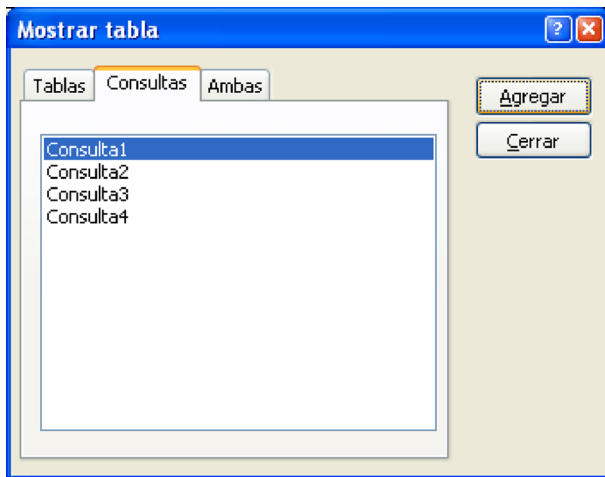 Mostrar tabla
Tablas Consultas Ambas
Agregar
Cerrar
Consulta1
Consulta2
Consulta3
Consulta4